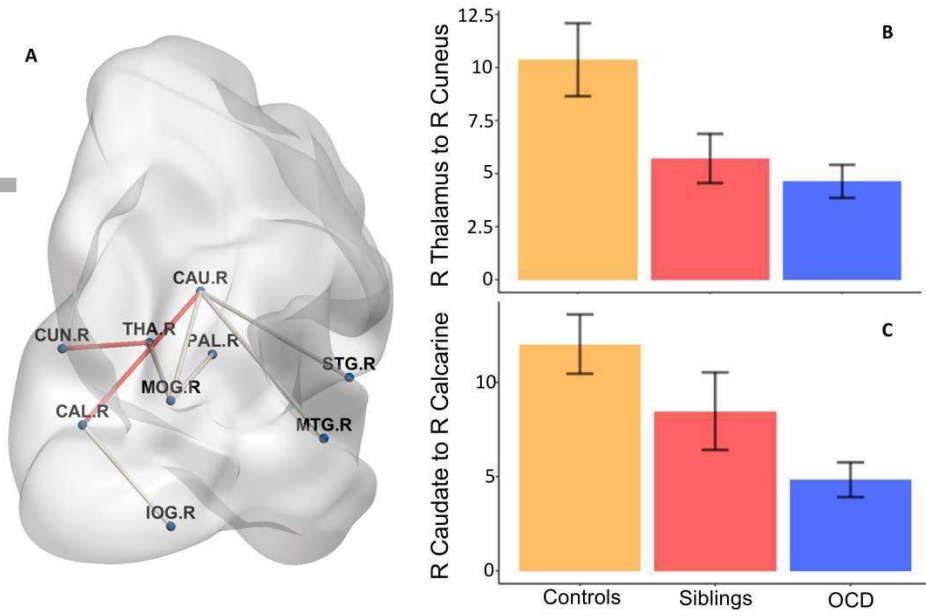 A
CAU.R
CUN.R
THA.R
PAL.R
STG.R
MOG.R
CAL.R
MTG.R
IOG.R
B
R Thalamus to R Cuneus
12.5
10
7.5
5
2.5
0
C
R Caudate to R Calcarine
10
5
0
Controls
Siblings
OCD